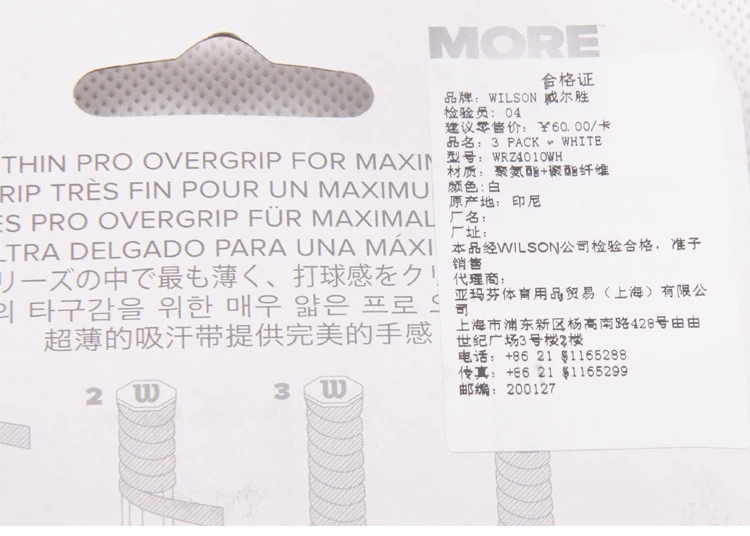 MORE
THIN PRO OVERGRIP FOR MAXIM
GRIP TRÈS FIN POUR UN MAXIMU
ES PRO OVERGRIP FÜR MAXIMAL
LTRA DELGADO PARA UNA MÁXI
リーズの中で最も薄く、打球感をクリ
의 타구감을 위한 매우 얇은 프로 오
超薄的吸汗带提供完美的手感
2
W
3
W
合格证
品牌: WILSON 威尔胜
检验员: 04
建议零售价: ￥60.00/卡
品名: 3 PACK - WHITE
型号: WRZ4010WH
材质: 聚氨酯+聚酯纤维
颜色:白
原产地: 印尼
厂名:
厂址:
本品经WILSON公司检验合格, 准予
销售
代理商:
亚玛芬体育用品贸易（上海）有限公
司
上海市浦东新区杨高南路428号由由
世纪广场3号楼2楼
电话: +86 21 51165288
传真: +86 21 51165299
邮编: 200127